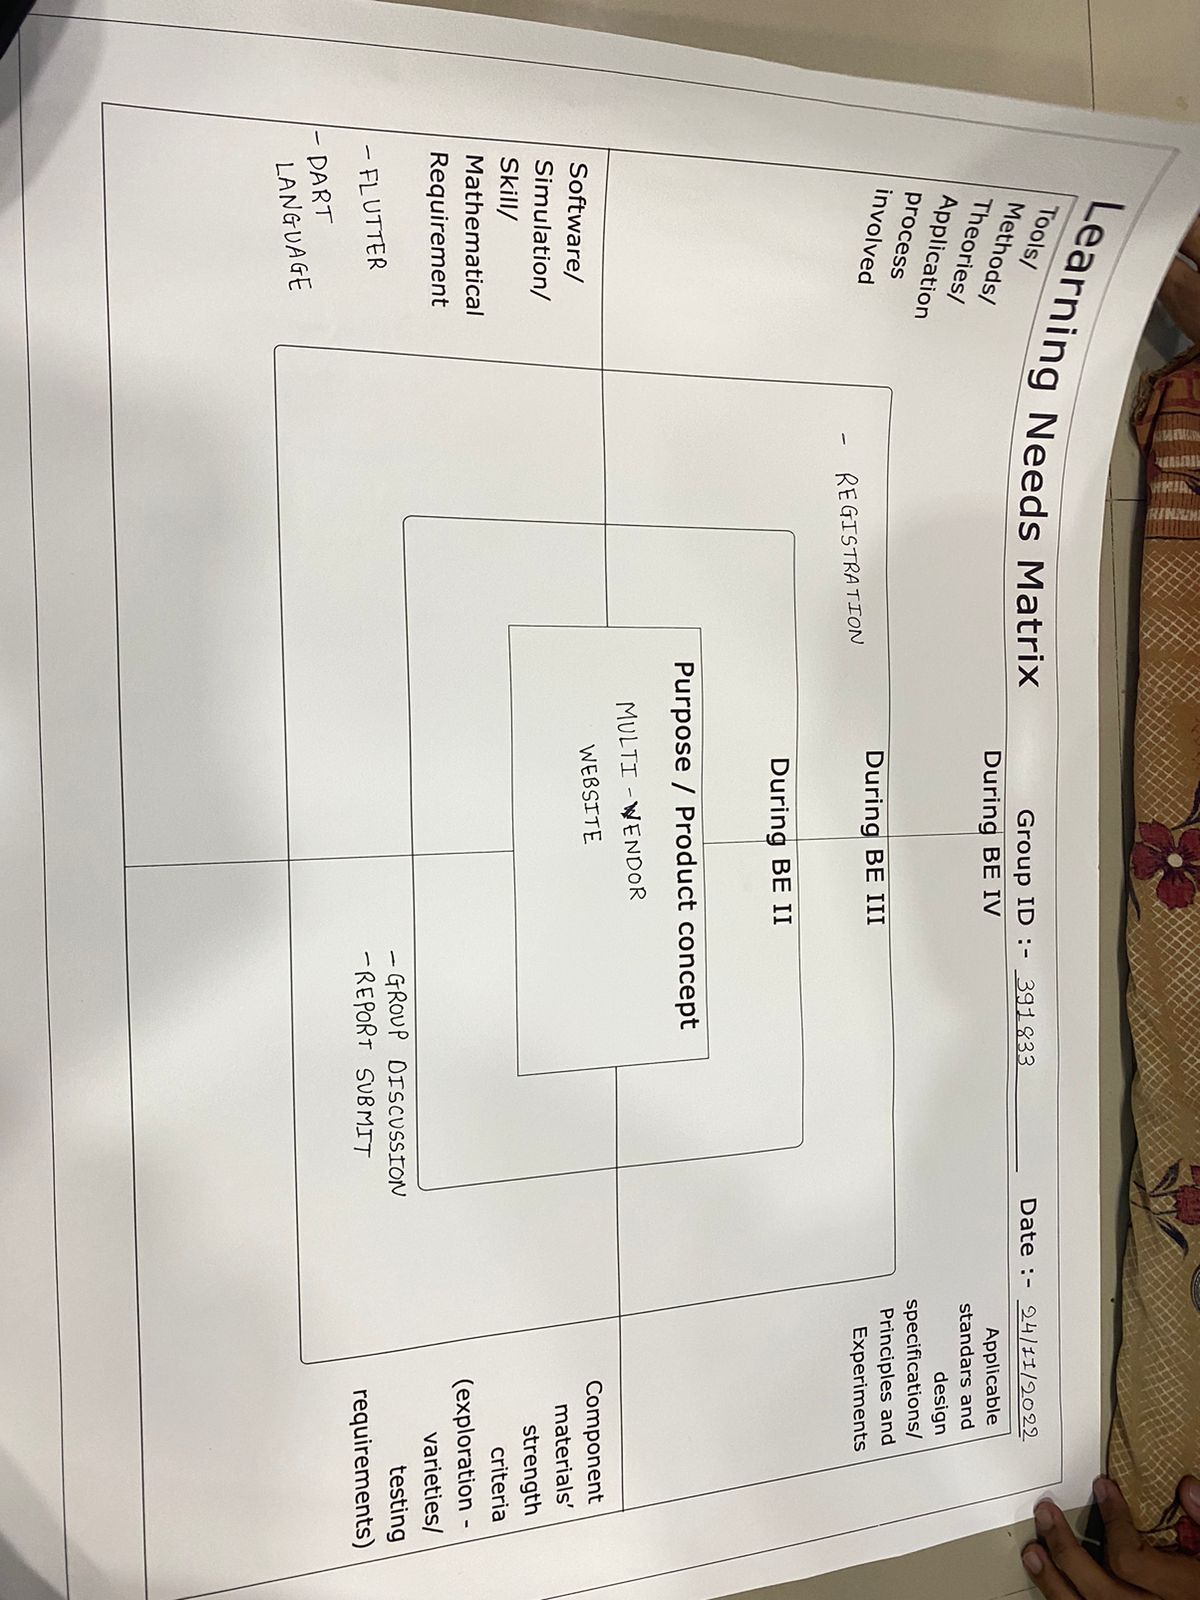 Learning Needs Matrix
Group ID :- 391833
Date :- 24/11/2022
Tools/
Methods/
Theories/
Application
process
involved
During BE IV
Applicable
standars and
design
specifications/
Principles and
Experiments
During BE III
- REGISTRATION
During BE II
Purpose / Product concept
MULTI-VENDOR
WEBSITE
Software/
Simulation/
Skill/
Mathematical
Requirement
- FLUTTER
- DART
LANGUAGE
- GROUP DISCUSSION
- REPORT SUBMIT
Component
materials'
strength
criteria
(exploration -
varieties/
testing
requirements)